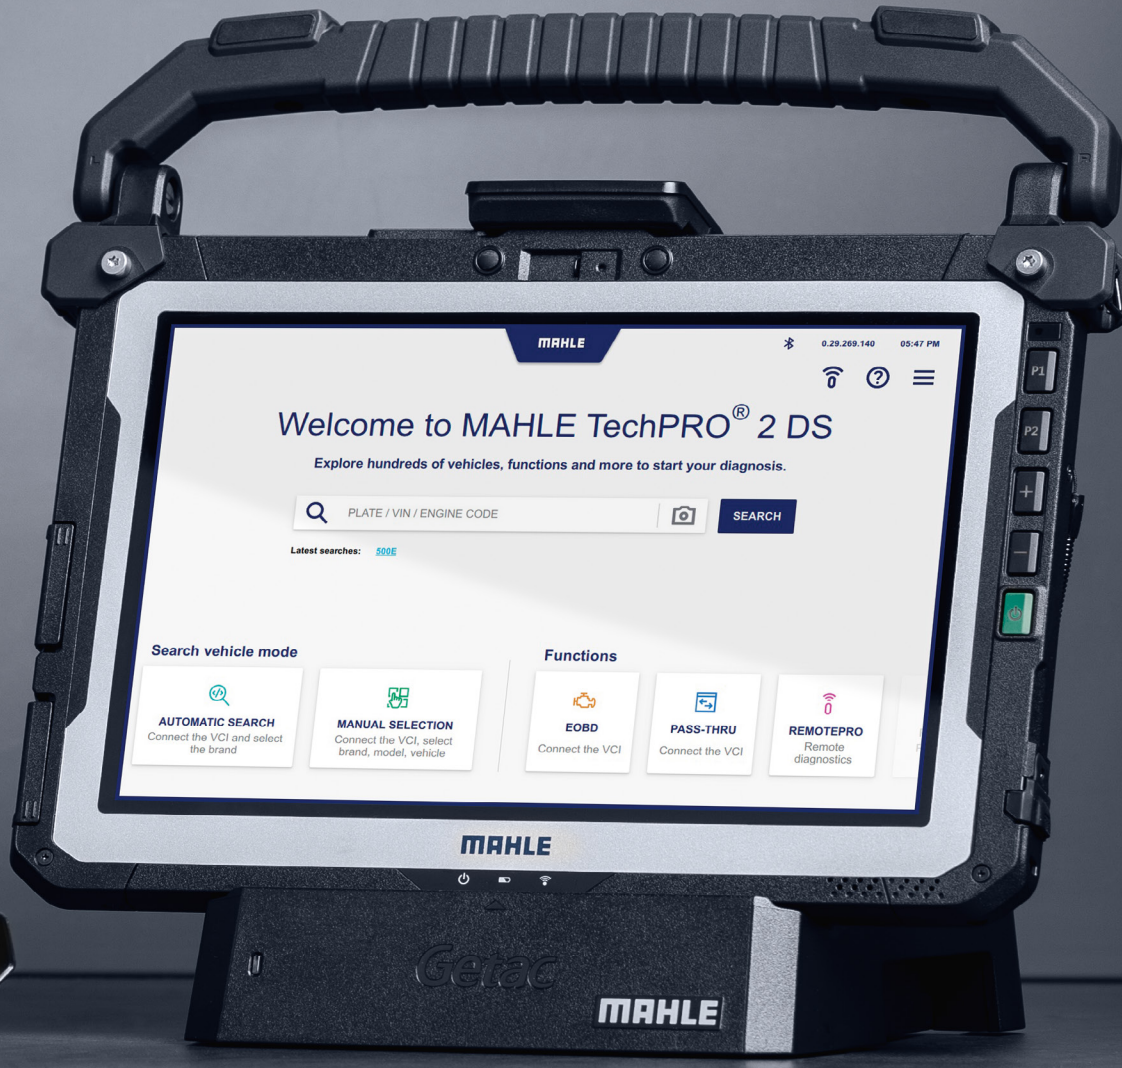 MAHLE
0.29.269.140 05:47 PM
Welcome to MAHLE TechPRO® 2 DS
Explore hundreds of vehicles, functions and more to start your diagnosis.
PLATE / VIN / ENGINE CODE
SEARCH
Latest searches: 500E
Search vehicle mode
AUTOMATIC SEARCH
Connect the VCI and select
the brand
MANUAL SELECTION
Connect the VCI, select
brand, model, vehicle
Functions
EOBD
Connect the VCI
PASS-THRU
Connect the VCI
REMOTEPRO
Remote
diagnostics
P1
P2
+
−
MAHLE
Getac
MAHLE